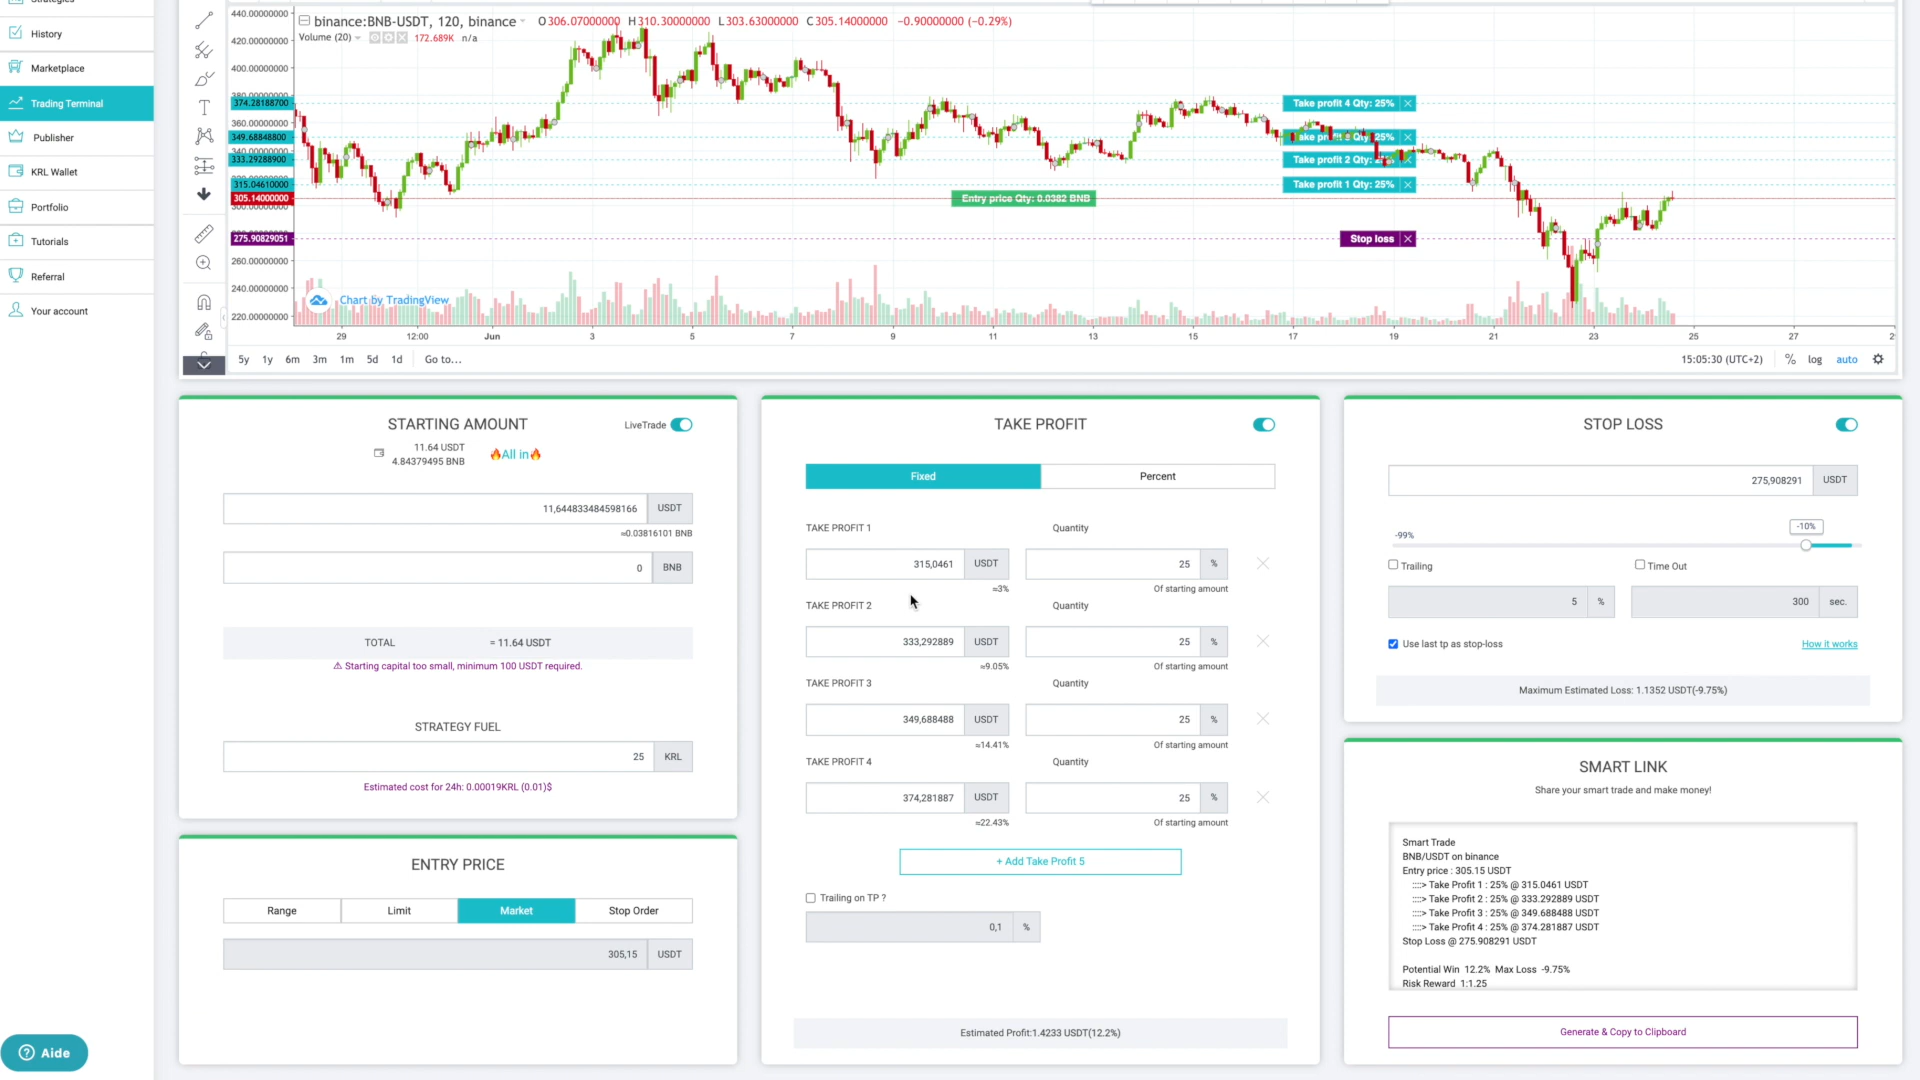 Strategies
History
Marketplace
Trading Terminal
Publisher
KRL Wallet
Portfolio
Tutorials
Referral
Your account
Aide
binance:BNB-USDT, 120, binance O306.07000000 H310.30000000 L303.63000000 C305.14000000 −0.90000000 (−0.29%)
Volume (20) 172.689K n/a
440.00000000
420.00000000
400.00000000
380.00000000
374.28188700
360.00000000
349.68848800
340.00000000
333.29288900
315.04610000
305.14000000
300.00000000
275.90829051
260.00000000
240.00000000
220.00000000
Take profit 4 Qty: 25%
Take profit 3 Qty: 25%
Take profit 2 Qty: 25%
Take profit 1 Qty: 25%
Entry price Qty: 0.0382 BNB
Stop loss
Chart by TradingView
29 12:00 Jun 3 5 7 9 11 13 15 17 19 21 23 25 27
5y 1y 6m 3m 1m 5d 1d Go to... 15:05:30 (UTC+2) % log auto
STARTING AMOUNT
LiveTrade
11.64 USDT
4.84379495 BNB
🔥All in🔥
11,644833484598166 USDT
≈0.03816101 BNB
0 BNB
TOTAL = 11.64 USDT
⚠ Starting capital too small, minimum 100 USDT required.
STRATEGY FUEL
25 KRL
Estimated cost for 24h: 0.00019KRL (0.01)$
ENTRY PRICE
Range Limit Market Stop Order
305,15 USDT
TAKE PROFIT
Fixed Percent
TAKE PROFIT 1 Quantity
315,0461 USDT 25 %
≈3% Of starting amount
TAKE PROFIT 2 Quantity
333,292889 USDT 25 %
≈9.05% Of starting amount
TAKE PROFIT 3 Quantity
349,688488 USDT 25 %
≈14.41% Of starting amount
TAKE PROFIT 4 Quantity
374,281887 USDT 25 %
≈22.43% Of starting amount
+ Add Take Profit 5
Trailing on TP ?
0,1 %
Estimated Profit:1.4233 USDT(12.2%)
STOP LOSS
275,908291 USDT
-10%
-99%
Trailing Time Out
5 % 300 sec.
Use last tp as stop-loss How it works
Maximum Estimated Loss: 1.1352 USDT(-9.75%)
SMART LINK
Share your smart trade and make money!
Smart Trade
BNB/USDT on binance
Entry price : 305.15 USDT
::::> Take Profit 1 : 25% @ 315.0461 USDT
::::> Take Profit 2 : 25% @ 333.292889 USDT
::::> Take Profit 3 : 25% @ 349.688488 USDT
::::> Take Profit 4 : 25% @ 374.281887 USDT
Stop Loss @ 275.908291 USDT
Potential Win 12.2% Max Loss -9.75%
Risk Reward 1:1.25
Generate & Copy to Clipboard